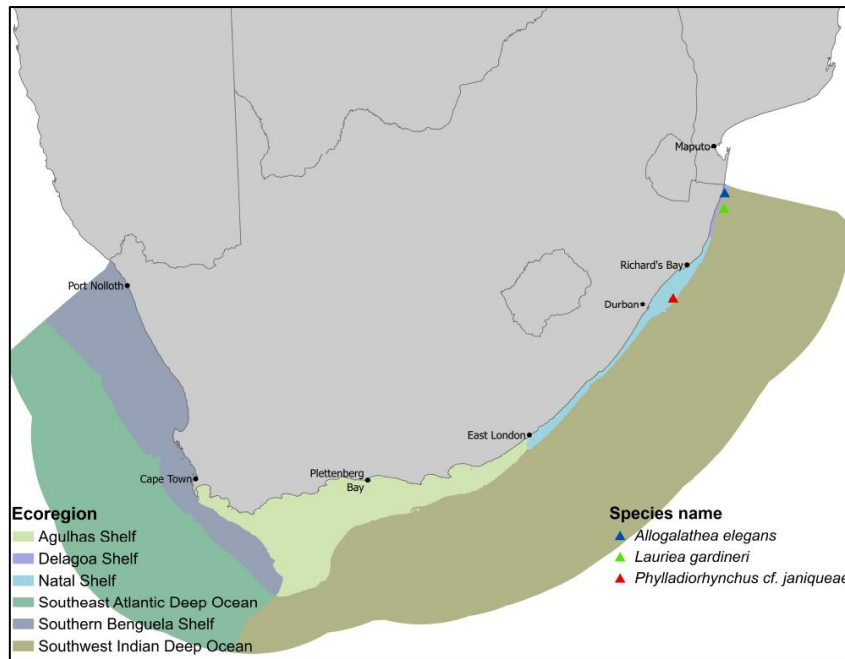 Maputo
Richard's Bay
Port Nolloth
Durban
East London
Plettenberg
Bay
Cape Town
Ecoregion
Agulhas Shelf
Delagoa Shelf
Natal Shelf
Southeast Atlantic Deep Ocean
Southern Benguela Shelf
Southwest Indian Deep Ocean
Species name
Allogalathea elegans
Lauriea gardineri
Phylladiorhynchus cf. janiqueae